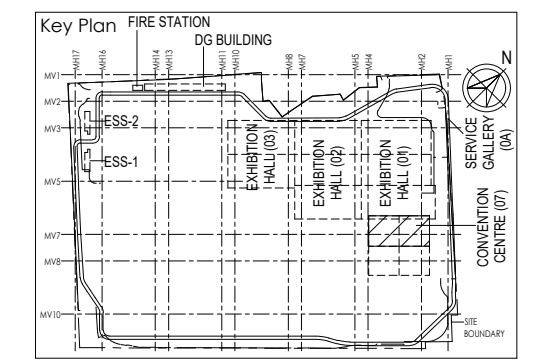 Key Plan
FIRE STATION
DG BUILDING
N
MH17
MH16
MH14
MH13
MH11
MH10
MH8
MH7
MH5
MH4
MH2
MH1
MV1
MV2
MV3
MV5
MV7
MV8
MV10
ESS-2
ESS-1
EXHIBITION
HALLI (03)
EXHIBITION
HALL (02)
EXHIBITION
HALL (01)
SERVICE
GALLERY
(0A)
CONVENTION
CENTRE (07)
SITE
BOUNDARY